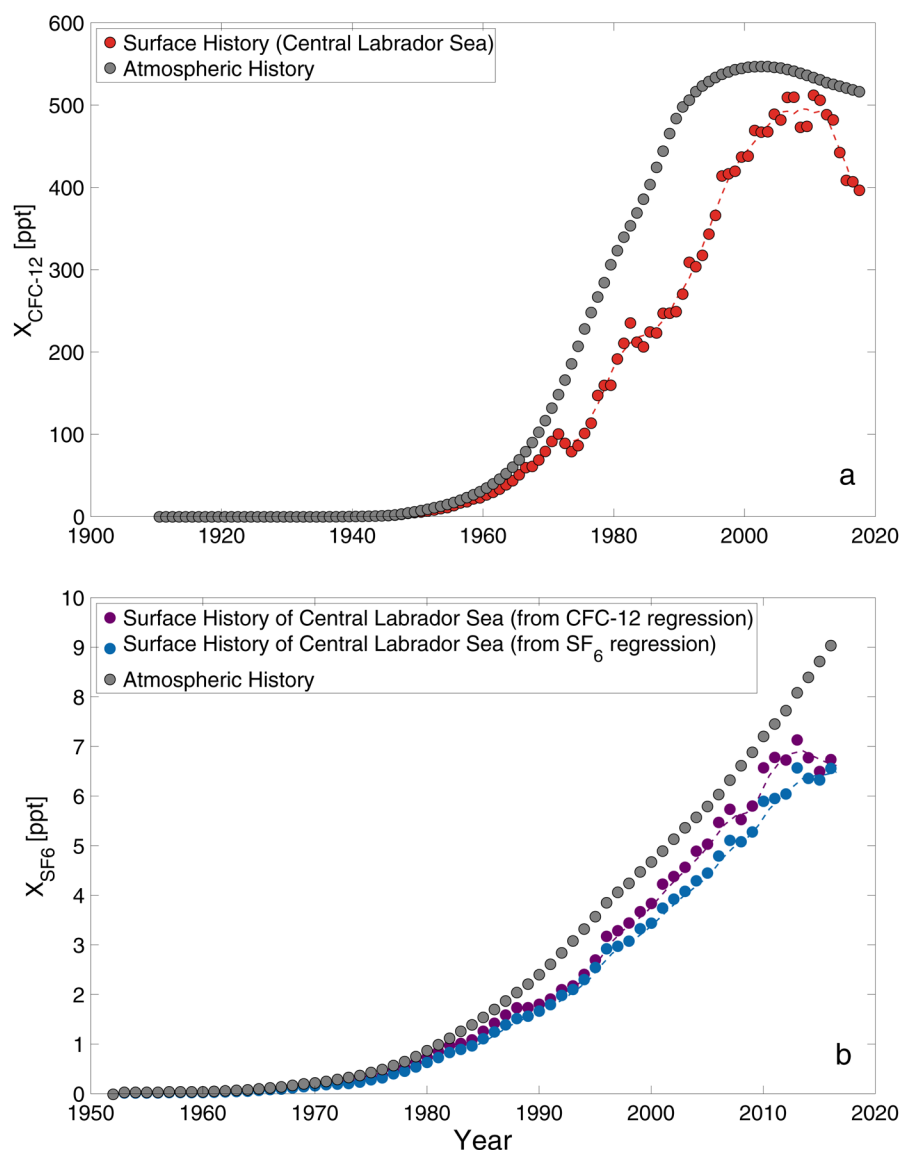 600
500
400
300
200
100
0
X_CFC-12 [ppt]
Surface History (Central Labrador Sea)
Atmospheric History
a
1900 1920 1940 1960 1980 2000 2020
10
9
8
7
6
5
4
3
2
1
0
X_SF6 [ppt]
Surface History of Central Labrador Sea (from CFC-12 regression)
Surface History of Central Labrador Sea (from SF_6 regression)
Atmospheric History
b
1950 1960 1970 1980 1990 2000 2010 2020
Year